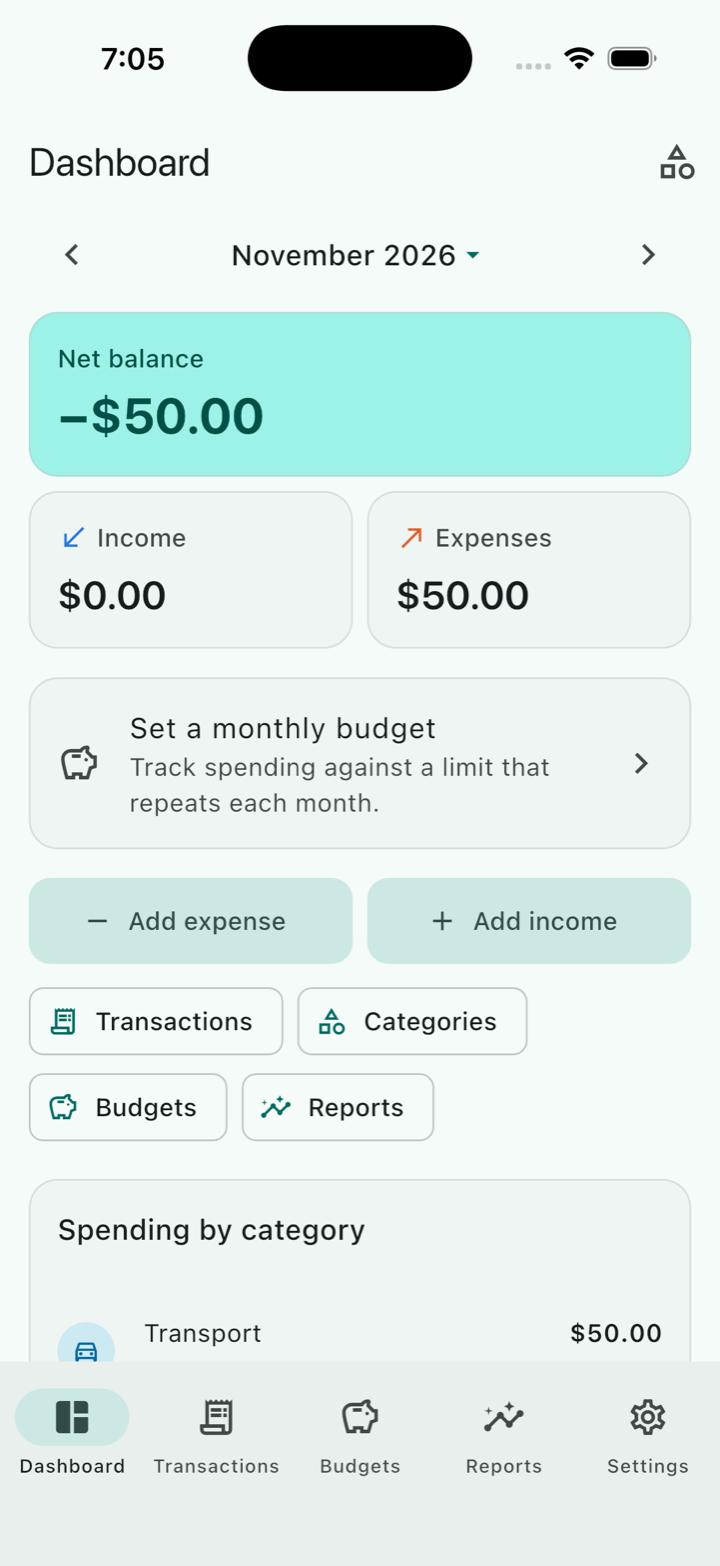 7:05
Dashboard
November 2026
Net balance
–$50.00
Income
$0.00
Expenses
$50.00
Set a monthly budget
Track spending against a limit that
repeats each month.
Add expense
Add income
Transactions
Categories
Budgets
Reports
Spending by category
Transport
$50.00
Dashboard
Transactions
Budgets
Reports
Settings